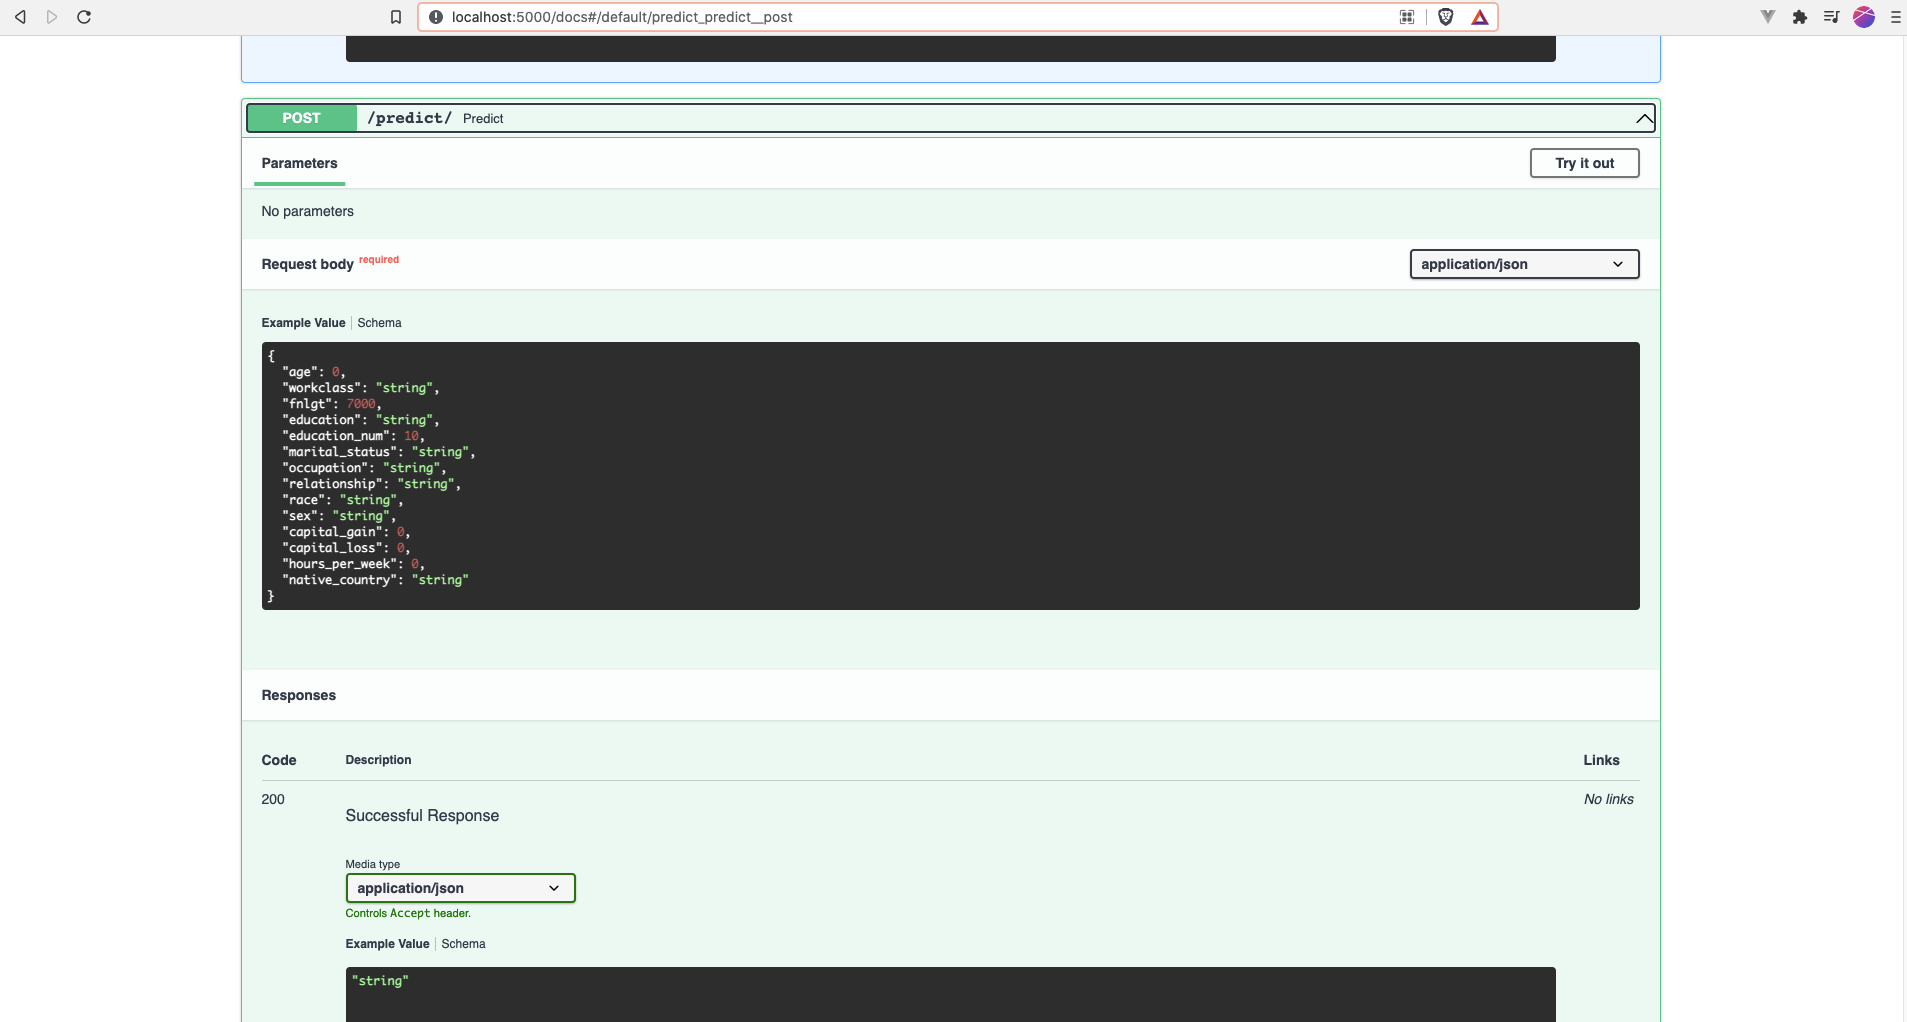 localhost:5000/docs#/default/predict_predict__post
POST /predict/ Predict
Parameters
Try it out
No parameters
Request body required
application/json
Example Value Schema
{
"age": 0,
"workclass": "string",
"fnlgt": 7000,
"education": "string",
"education_num": 10,
"marital_status": "string",
"occupation": "string",
"relationship": "string",
"race": "string",
"sex": "string",
"capital_gain": 0,
"capital_loss": 0,
"hours_per_week": 0,
"native_country": "string"
}
Responses
Code Description Links
200 Successful Response No links
Media type
application/json
Controls Accept header.
Example Value Schema
"string"